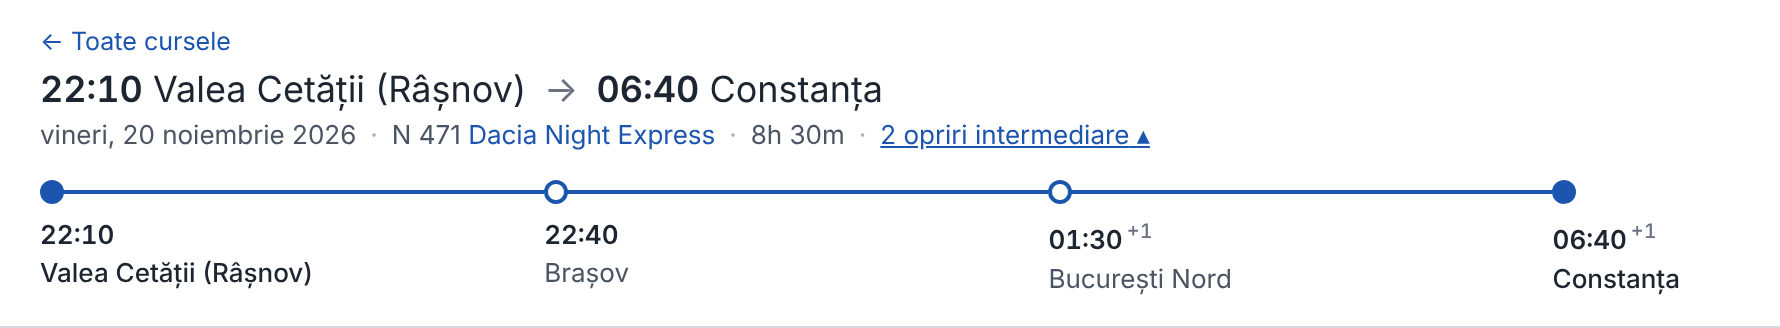 ← Toate cursele
22:10 Valea Cetății (Râșnov) → 06:40 Constanța
vineri, 20 noiembrie 2026 · N 471 Dacia Night Express · 8h 30m · 2 opriri intermediare ▴
22:10
Valea Cetății (Râșnov)
22:40
Brașov
01:30 +1
București Nord
06:40 +1
Constanța